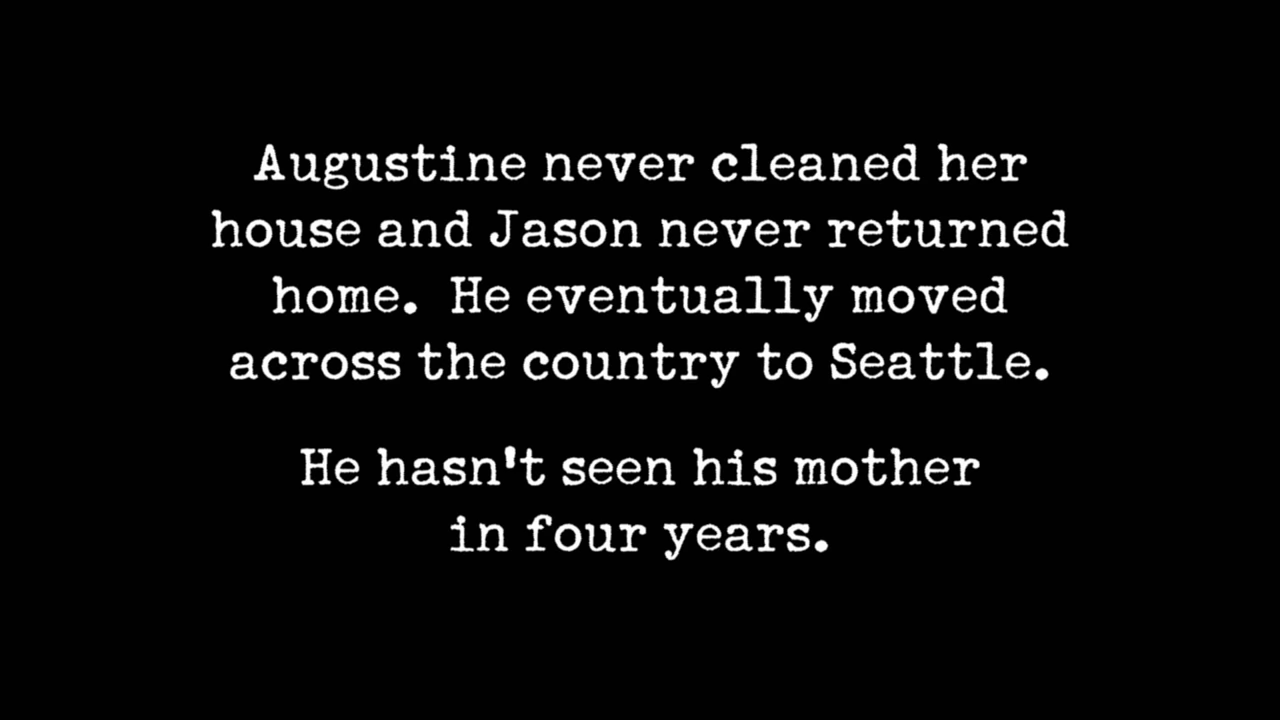 Augustine never cleaned her
house and Jason never returned
home.  He eventually moved
across the country to Seattle.
He hasn't seen his mother
in four years.